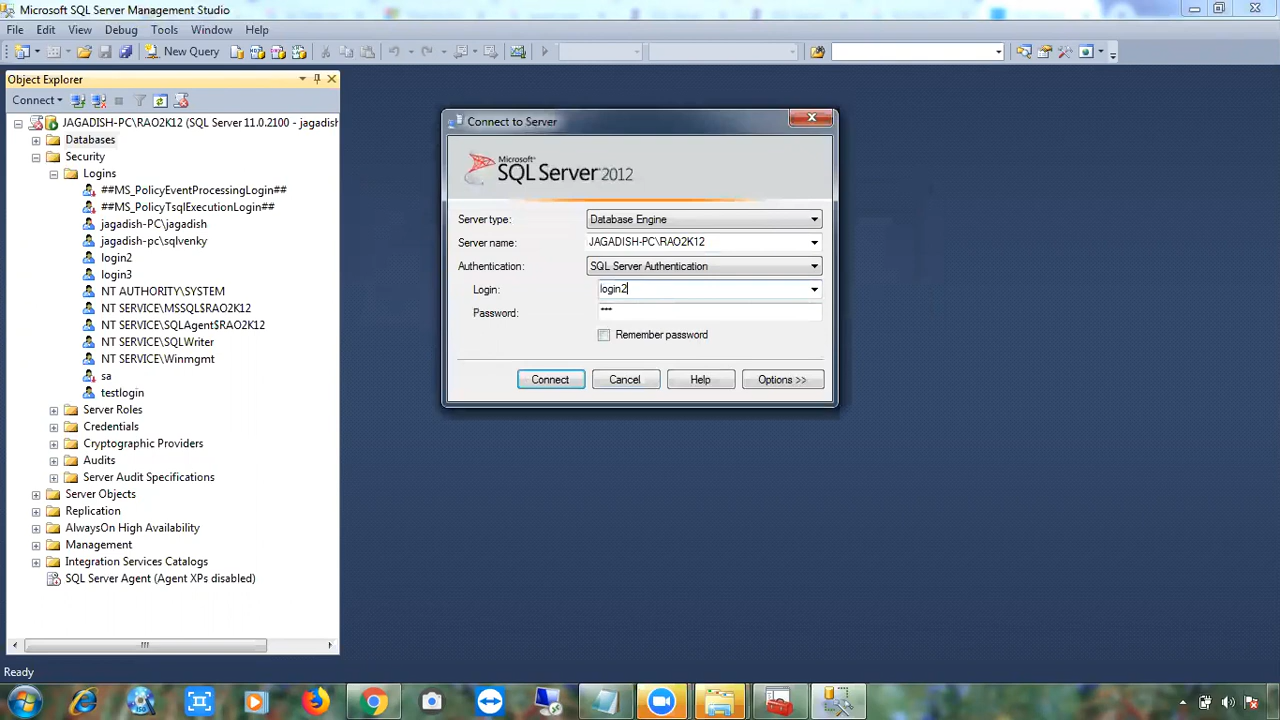 Microsoft SQL Server Management Studio
File Edit View Debug Tools Window Help
New Query
Object Explorer
Connect
JAGADISH-PC\RAO2K12 (SQL Server 11.0.2100 - jagadish
Databases
Security
Logins
##MS_PolicyEventProcessingLogin##
##MS_PolicyTsqlExecutionLogin##
jagadish-PC\jagadish
jagadish-pc\sqlvenky
login2
login3
NT AUTHORITY\SYSTEM
NT SERVICE\MSSQL$RAO2K12
NT SERVICE\SQLAgent$RAO2K12
NT SERVICE\SQLWriter
NT SERVICE\Winmgmt
sa
testlogin
Server Roles
Credentials
Cryptographic Providers
Audits
Server Audit Specifications
Server Objects
Replication
AlwaysOn High Availability
Management
Integration Services Catalogs
SQL Server Agent (Agent XPs disabled)
Connect to Server
Microsoft®
SQL Server® 2012
Server type: Database Engine
Server name: JAGADISH-PC\RAO2K12
Authentication: SQL Server Authentication
Login: login2
Password: ***
Remember password
Connect Cancel Help Options >>
Ready